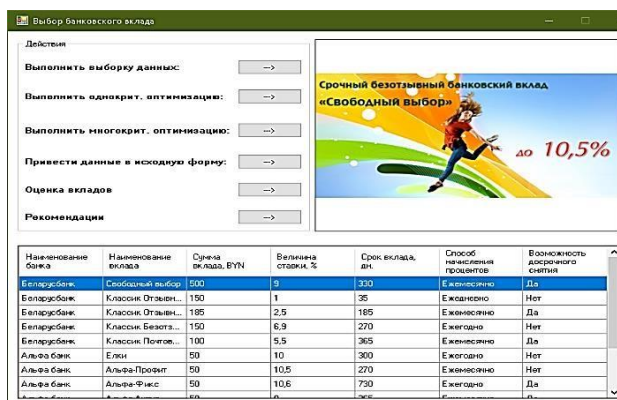 Выбор банковского вклада
Действия
Выполнить выборку данных:
-->
Выполнить однокрит. оптимизацию:
-->
Выполнить многокрит. оптимизацию:
-->
Привести данные в исходную форму:
-->
Оценка вкладов
-->
Рекомендации
-->
Срочный безотзывный банковский вклад
«Свободный выбор»
до 10,5%
Наименование банка Наименование вклада Сумма вклада, BYN Величина ставки, % Срок вклада, дн. Способ начисления процентов Возможность досрочного снятия
Беларусбанк Свободный выбор 500 9 330 Ежемесячно Да
Беларусбанк Классик Отзывн... 150 1 35 Ежедневно Нет
Беларусбанк Классик Отзывн... 185 2,5 185 Ежемесячно Да
Беларусбанк Классик Безотз... 150 6,9 270 Ежегодно Нет
Беларусбанк Классик Почтов... 100 5,5 365 Ежемесячно Да
Альфа банк Елки 50 10 300 Ежегодно Нет
Альфа банк Альфа-Профит 50 10,5 270 Ежемесячно Нет
Альфа банк Альфа-Фикс 50 10,6 730 Ежегодно Да